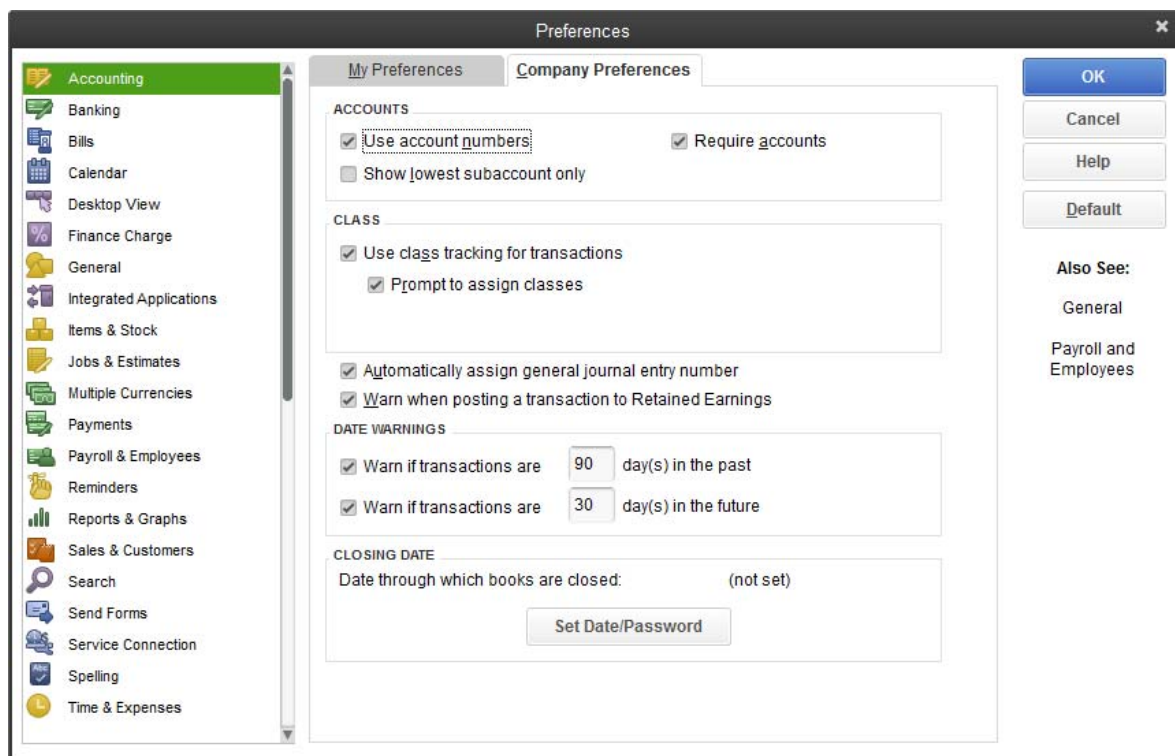 Preferences
Accounting
Banking
Bills
Calendar
Desktop View
Finance Charge
General
Integrated Applications
Items & Stock
Jobs & Estimates
Multiple Currencies
Payments
Payroll & Employees
Reminders
Reports & Graphs
Sales & Customers
Search
Send Forms
Service Connection
Spelling
Time & Expenses
My Preferences
Company Preferences
ACCOUNTS
Use account numbers
Require accounts
Show lowest subaccount only
CLASS
Use class tracking for transactions
Prompt to assign classes
Automatically assign general journal entry number
Warn when posting a transaction to Retained Earnings
DATE WARNINGS
Warn if transactions are 90 day(s) in the past
Warn if transactions are 30 day(s) in the future
CLOSING DATE
Date through which books are closed: (not set)
Set Date/Password
OK
Cancel
Help
Default
Also See:
General
Payroll and
Employees